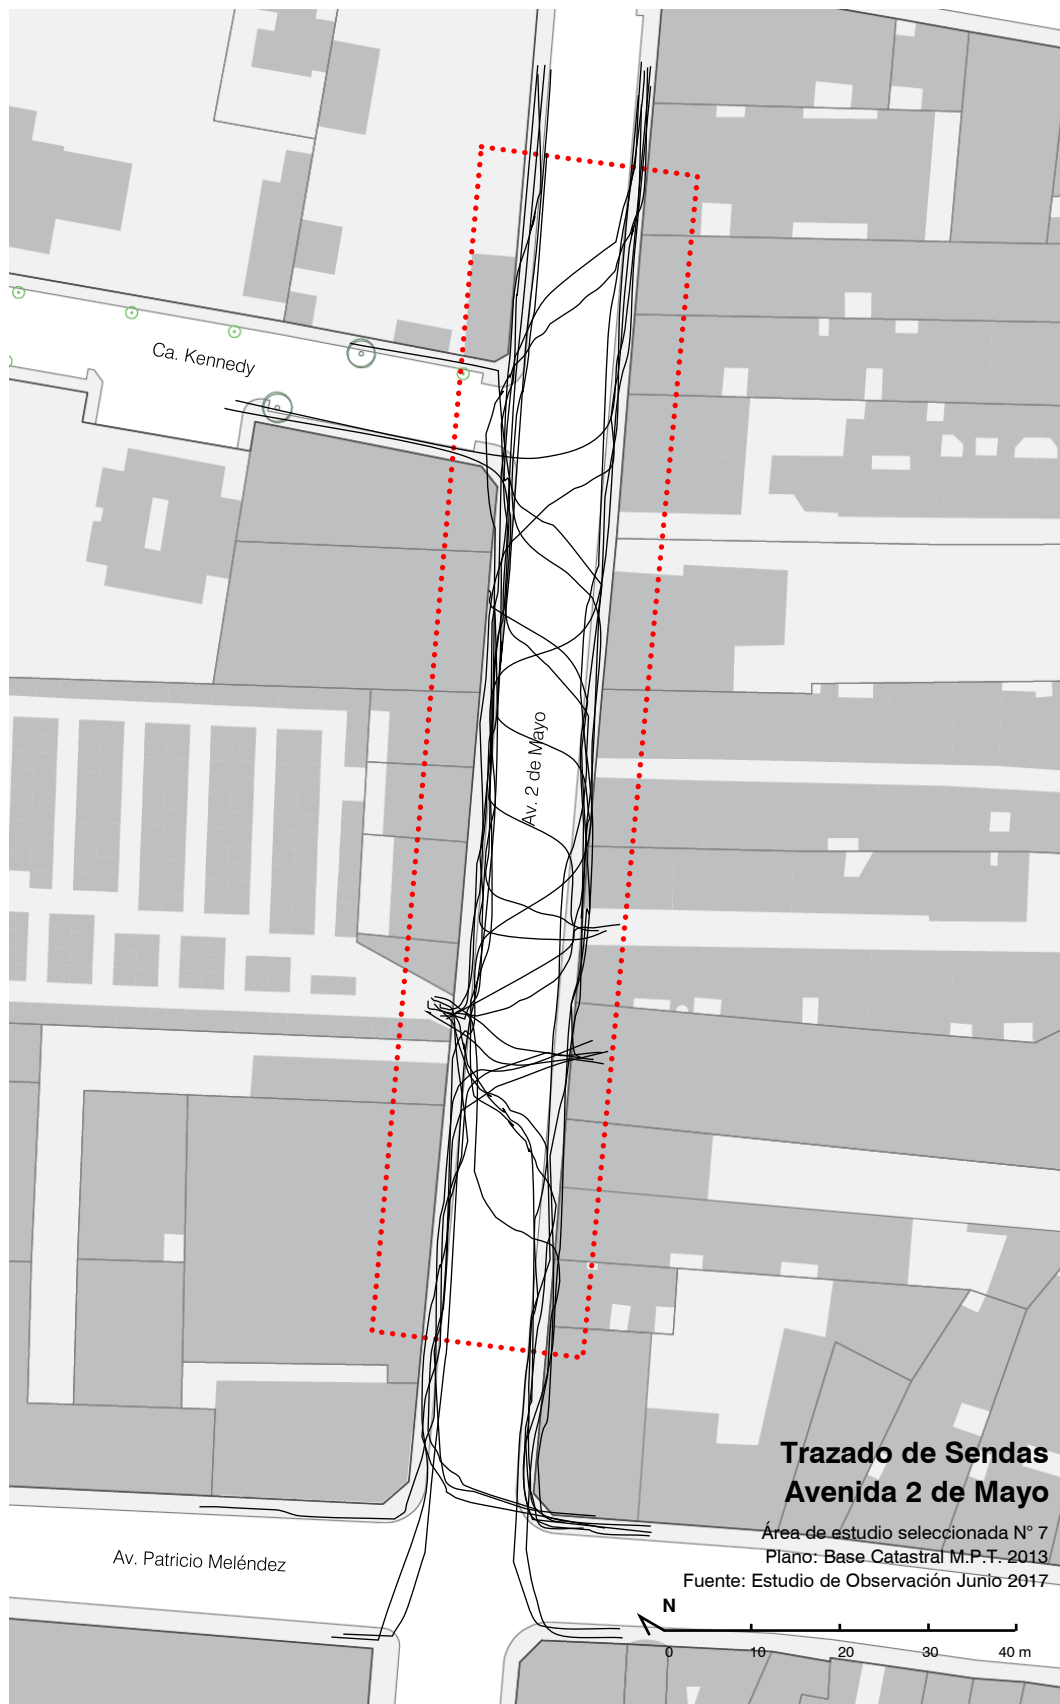 Ca. Kennedy
Av. 2 de Mayo
Trazado de Sendas
Avenida 2 de Mayo
Área de estudio seleccionada N° 7
Plano: Base Catastral M.P.T. 2013
Fuente: Estudio de Observación Junio 2017
Av. Patricio Meléndez
N
0 10 20 30 40 m